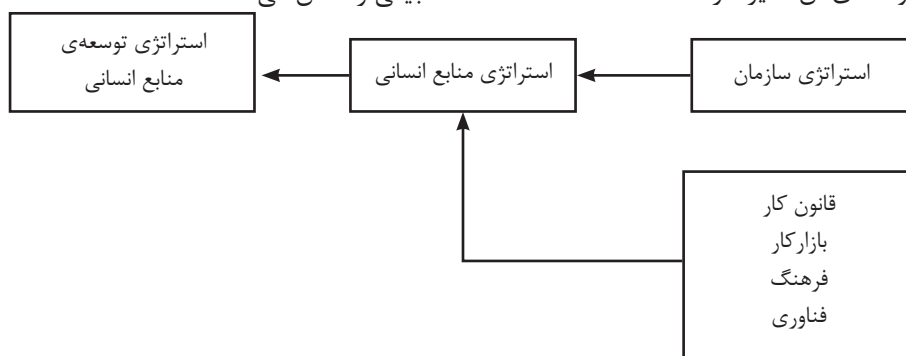 استراتژی سازمان
استراتژی منابع انسانی
استراتژی توسعه‌ی
منابع انسانی
قانون کار
بازارکار
فرهنگ
فناوری